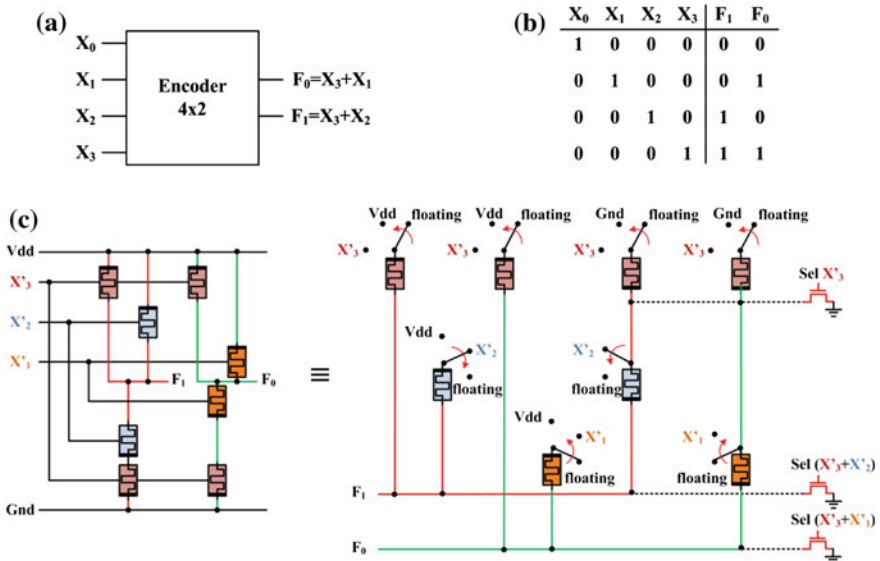 (a)
X0
X1
X2
X3
Encoder
4x2
F0=X3+X1
F1=X3+X2
(b)
X0 X1 X2 X3 F1 F0
1 0 0 0 0 0
0 1 0 0 0 1
0 0 1 0 1 0
0 0 0 1 1 1
(c)
Vdd
X'3
X'2
X'1
F1
F0
Gnd
≡
Vdd floating Vdd floating Gnd floating Gnd floating
X'3 X'3 X'3 X'3
Sel X'3
Vdd
X'2
floating
X'2
floating
Vdd
X'1
floating
X'1
floating
Sel (X'3+X'2)
F1
Sel (X'3+X'1)
F0